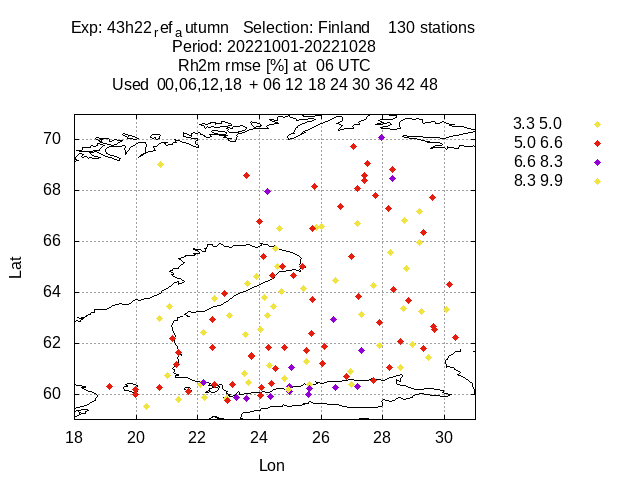 Exp: 43h22refautumn Selection: Finland 130 stations
Period: 20221001-20221028
Rh2m rmse [%] at 06 UTC
Used 00,06,12,18 + 06 12 18 24 30 36 42 48
3.3 5.0
5.0 6.6
6.6 8.3
8.3 9.9
70
68
66
64
62
60
Lat
18 20 22 24 26 28 30
Lon